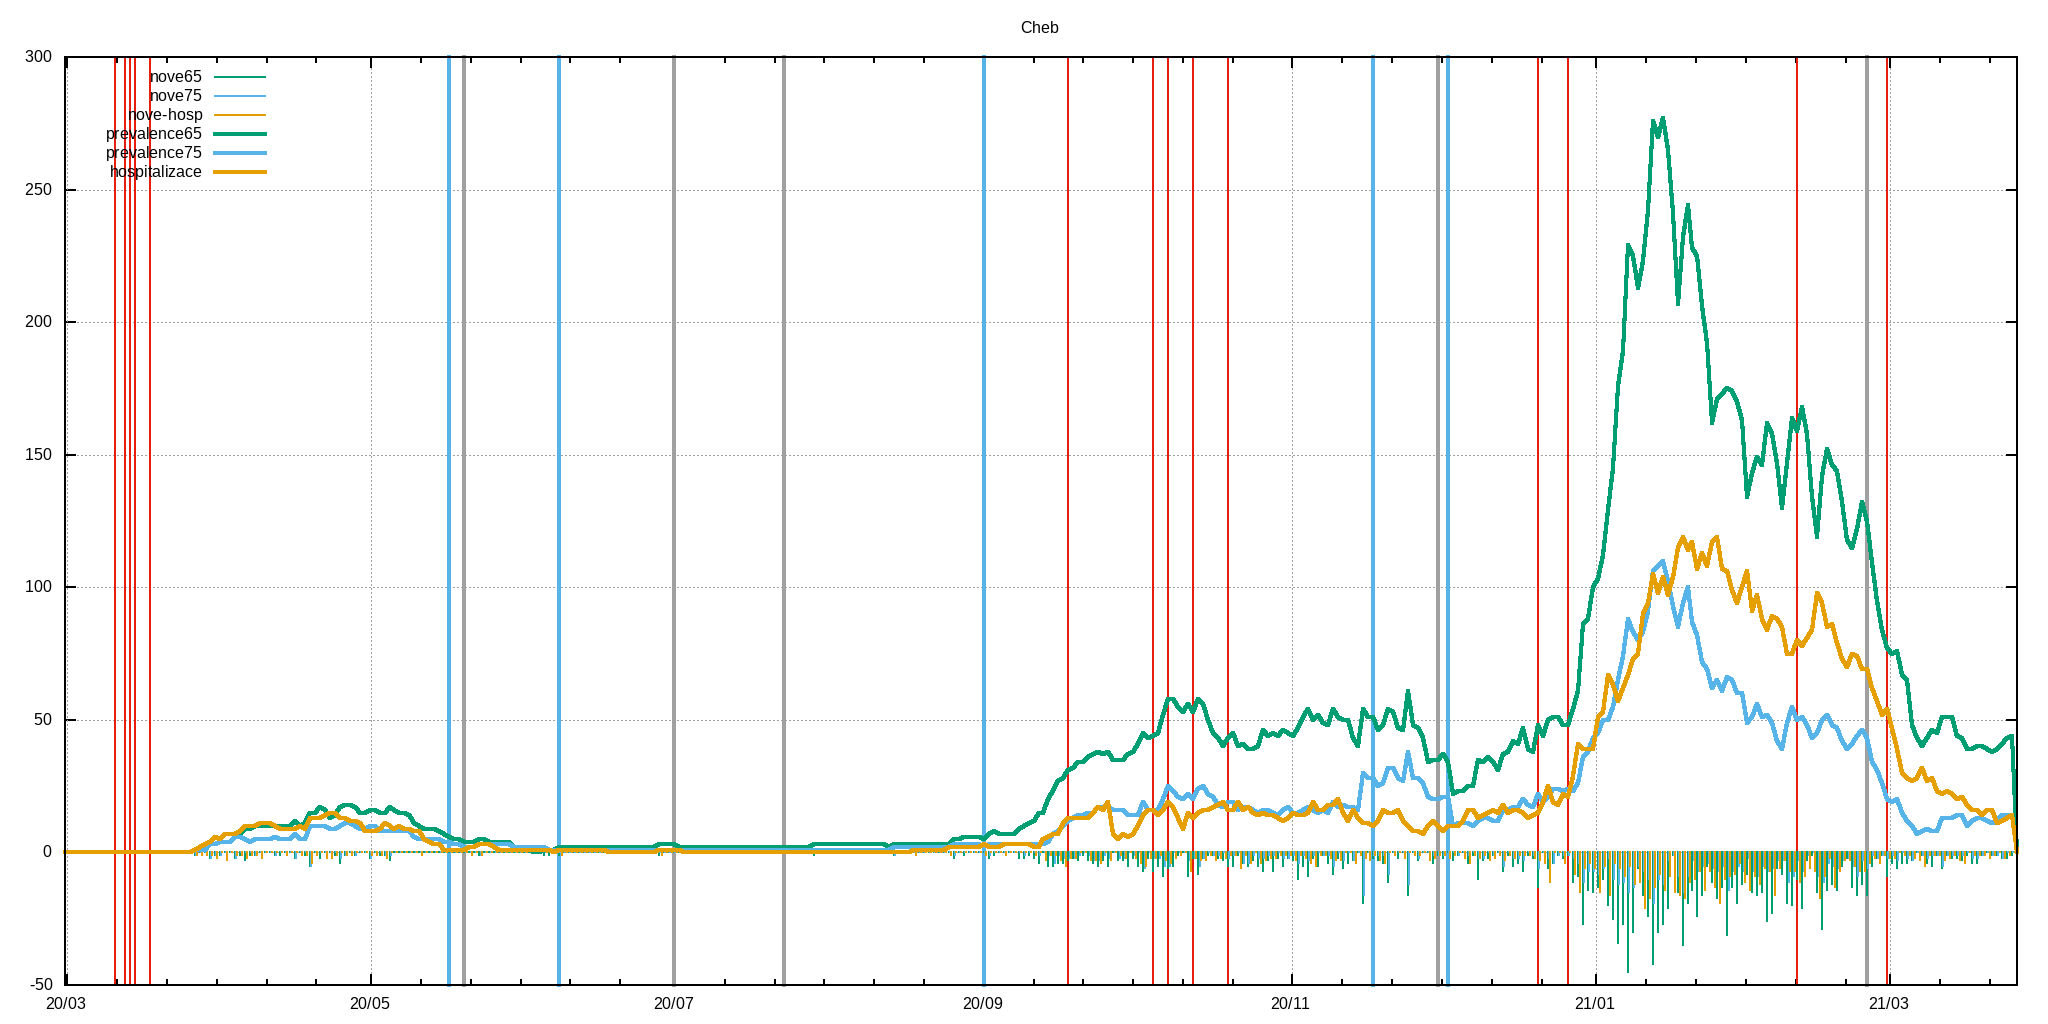 Cheb
300
250
200
150
100
50
0
-50
nove65
nove75
nove-hosp
prevalence65
prevalence75
hospitalizace
20/03 20/05 20/07 20/09 20/11 21/01 21/03